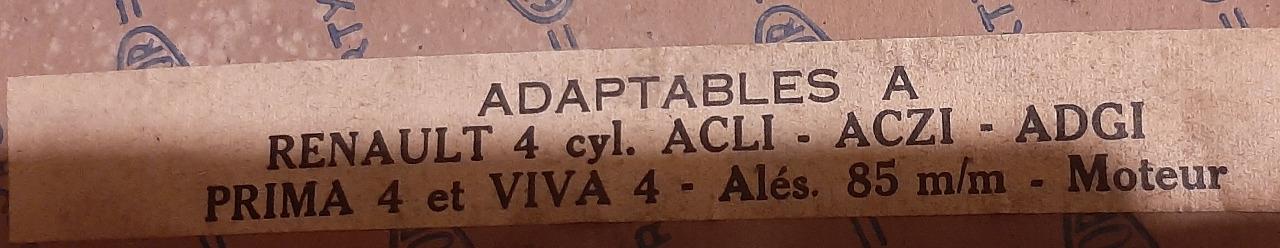 ADAPTABLES A
RENAULT 4 cyl. ACLI - ACZI - ADGI
PRIMA 4 et VIVA 4 - Alés. 85 m/m - Moteur